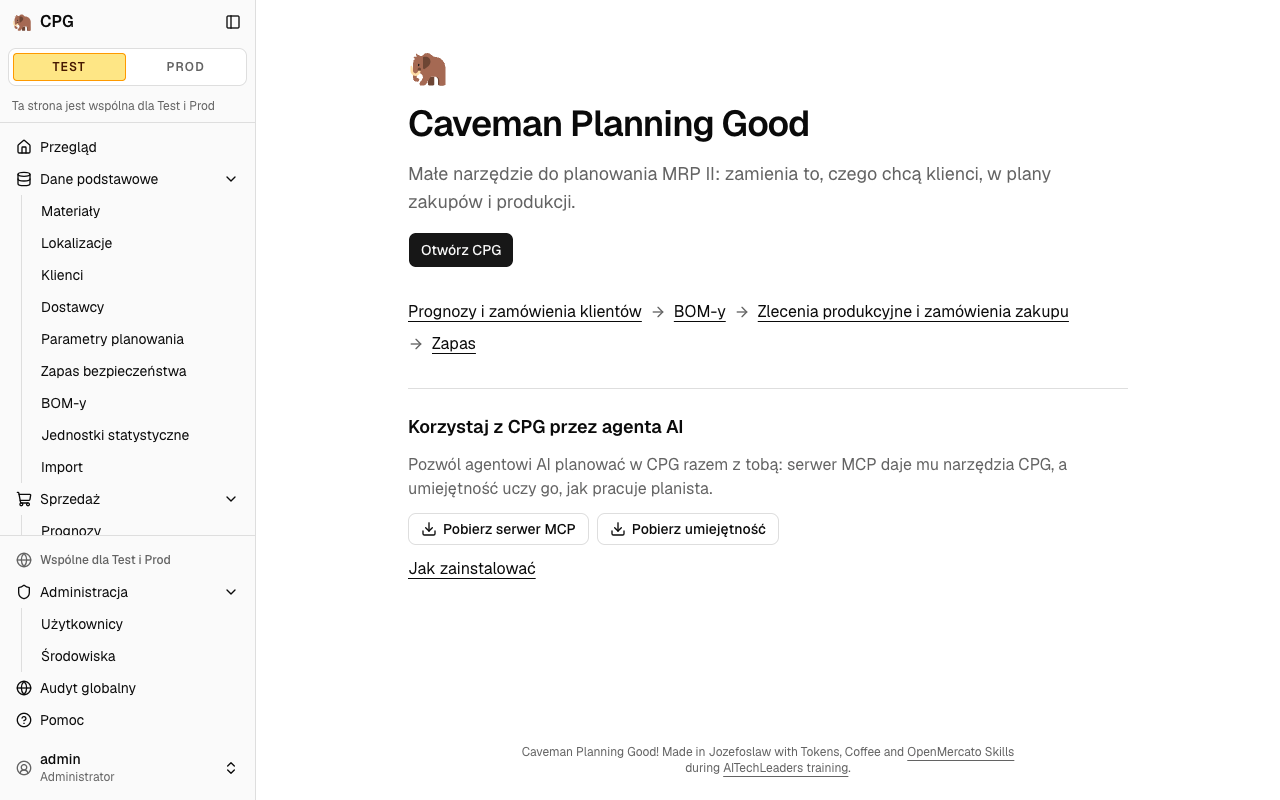 CPG
TEST
PROD
Ta strona jest wspólna dla Test i Prod
Przegląd
Dane podstawowe
Materiały
Lokalizacje
Klienci
Dostawcy
Parametry planowania
Zapas bezpieczeństwa
BOM-y
Jednostki statystyczne
Import
Sprzedaż
Prognozy
Wspólne dla Test i Prod
Administracja
Użytkownicy
Środowiska
Audyt globalny
Pomoc
admin
Administrator
Caveman Planning Good
Małe narzędzie do planowania MRP II: zamienia to, czego chcą klienci, w plany
zakupów i produkcji.
Otwórz CPG
Prognozy i zamówienia klientów → BOM-y → Zlecenia produkcyjne i zamówienia zakupu
→ Zapas
Korzystaj z CPG przez agenta AI
Pozwól agentowi AI planować w CPG razem z tobą: serwer MCP daje mu narzędzia CPG, a
umiejętność uczy go, jak pracuje planista.
Pobierz serwer MCP
Pobierz umiejętność
Jak zainstalować
Caveman Planning Good! Made in Jozefoslaw with Tokens, Coffee and OpenMercato Skills
during AITechLeaders training.